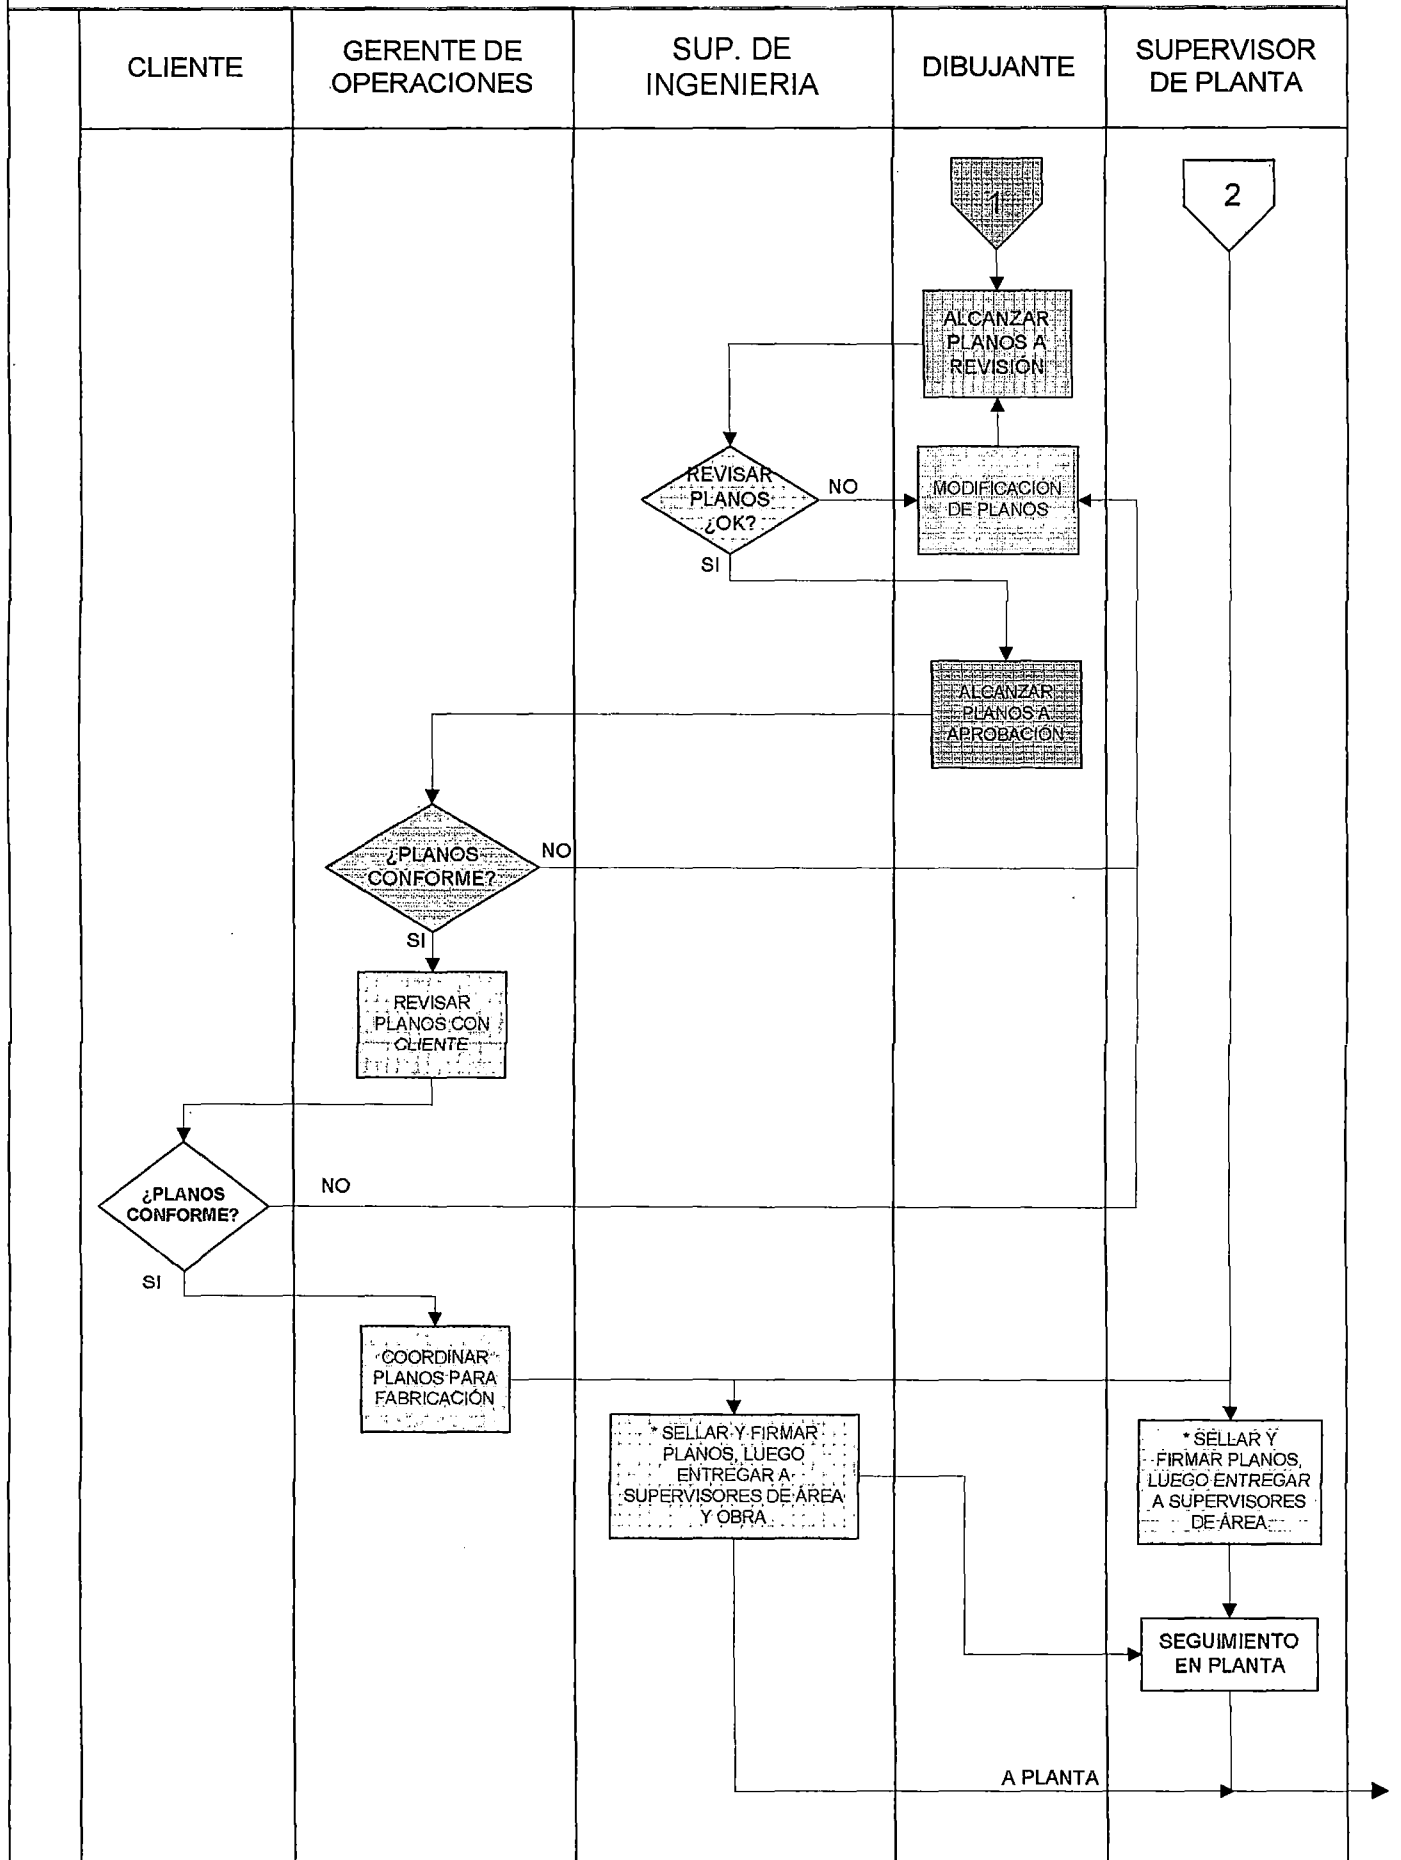 CLIENTE
GERENTE DE
OPERACIONES
SUP. DE
INGENIERIA
DIBUJANTE
SUPERVISOR
DE PLANTA
1
2
ALCANZAR
PLANOS A
REVISIÓN
REVISAR
PLANOS
¿OK?
NO
MODIFICACIÓN
DE PLANOS
SI
ALCANZAR
PLANOS A
APROBACIÓN
¿PLANOS
CONFORME?
NO
SI
REVISAR
PLANOS CON
CLIENTE
¿PLANOS
CONFORME?
NO
SI
COORDINAR
PLANOS PARA
FABRICACIÓN
* SELLAR Y FIRMAR
PLANOS, LUEGO
ENTREGAR A
SUPERVISORES DE ÁREA
Y OBRA
* SELLAR Y
FIRMAR PLANOS,
LUEGO ENTREGAR
A SUPERVISORES
DE ÁREA
SEGUIMIENTO
EN PLANTA
A PLANTA